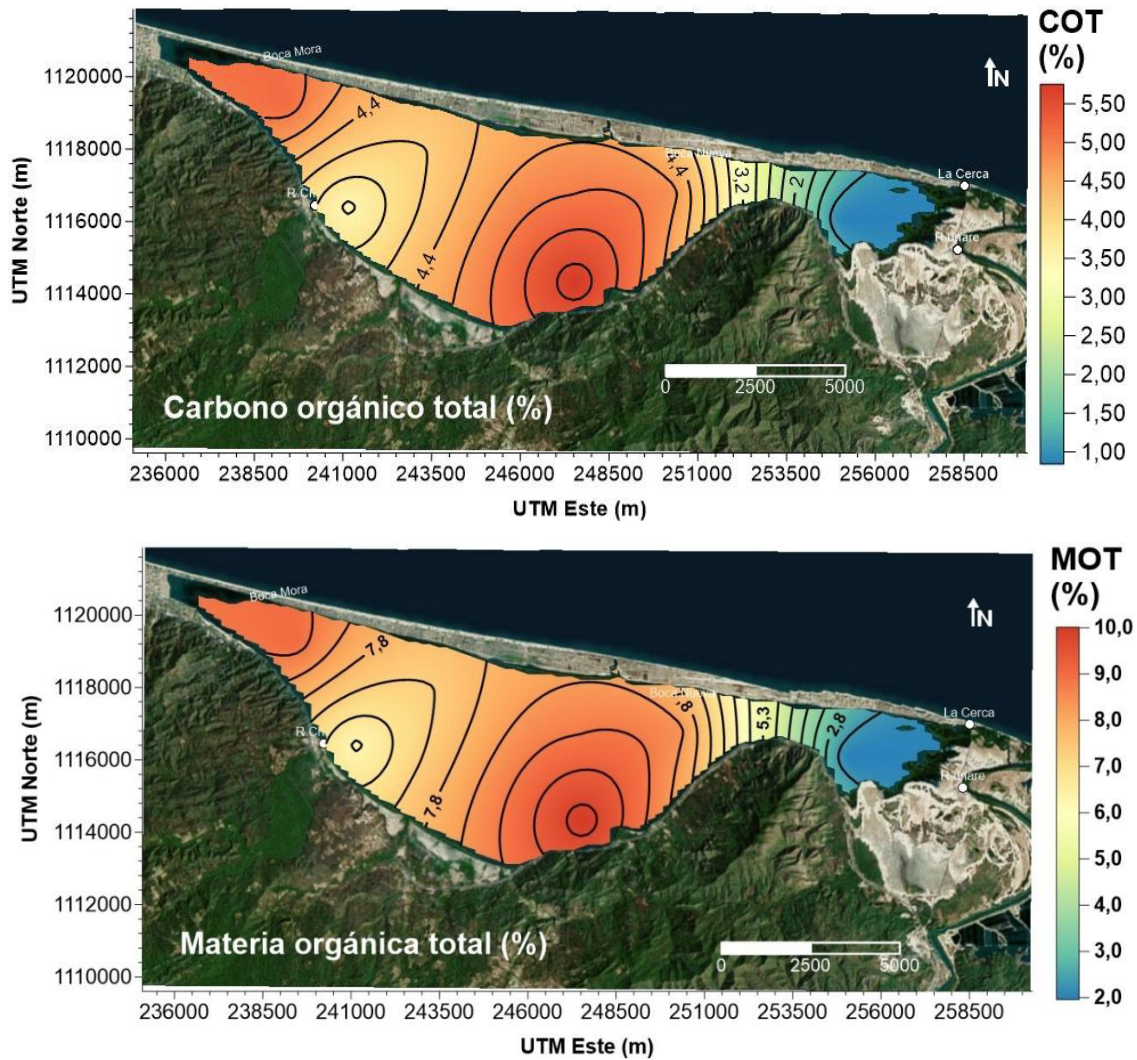 COT
(%)
Boca Mora
N
1120000
1118000
1116000
1114000
1112000
1110000
UTM Norte (m)
4,4
4,4
4,4
3,2
2
Boca Nueva
La Cerca
R.
R unare
0
2500
5000
Carbono orgánico total (%)
5,50
5,00
4,50
4,00
3,50
3,00
2,50
2,00
1,50
1,00
236000 238500 241000 243500 246000 248500 251000 253500 256000 258500
UTM Este (m)
MOT
(%)
Boca Mora
N
1120000
1118000
1116000
1114000
1112000
1110000
UTM Norte (m)
7,8
7,8
,8
5,3
2,8
La Cerca
R.
R unare
0
2500
5000
Materia orgánica total (%)
10,0
9,0
8,0
7,0
6,0
5,0
4,0
3,0
2,0
236000 238500 241000 243500 246000 248500 251000 253500 256000 258500
UTM Este (m)